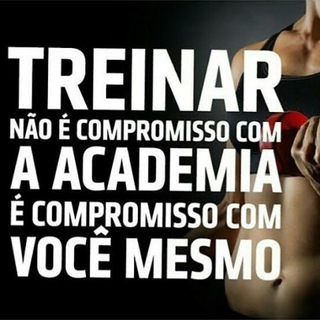 TREINAR
NÃO É COMPROMISSO COM
A ACADEMIA
É COMPROMISSO COM
VOCÊ MESMO